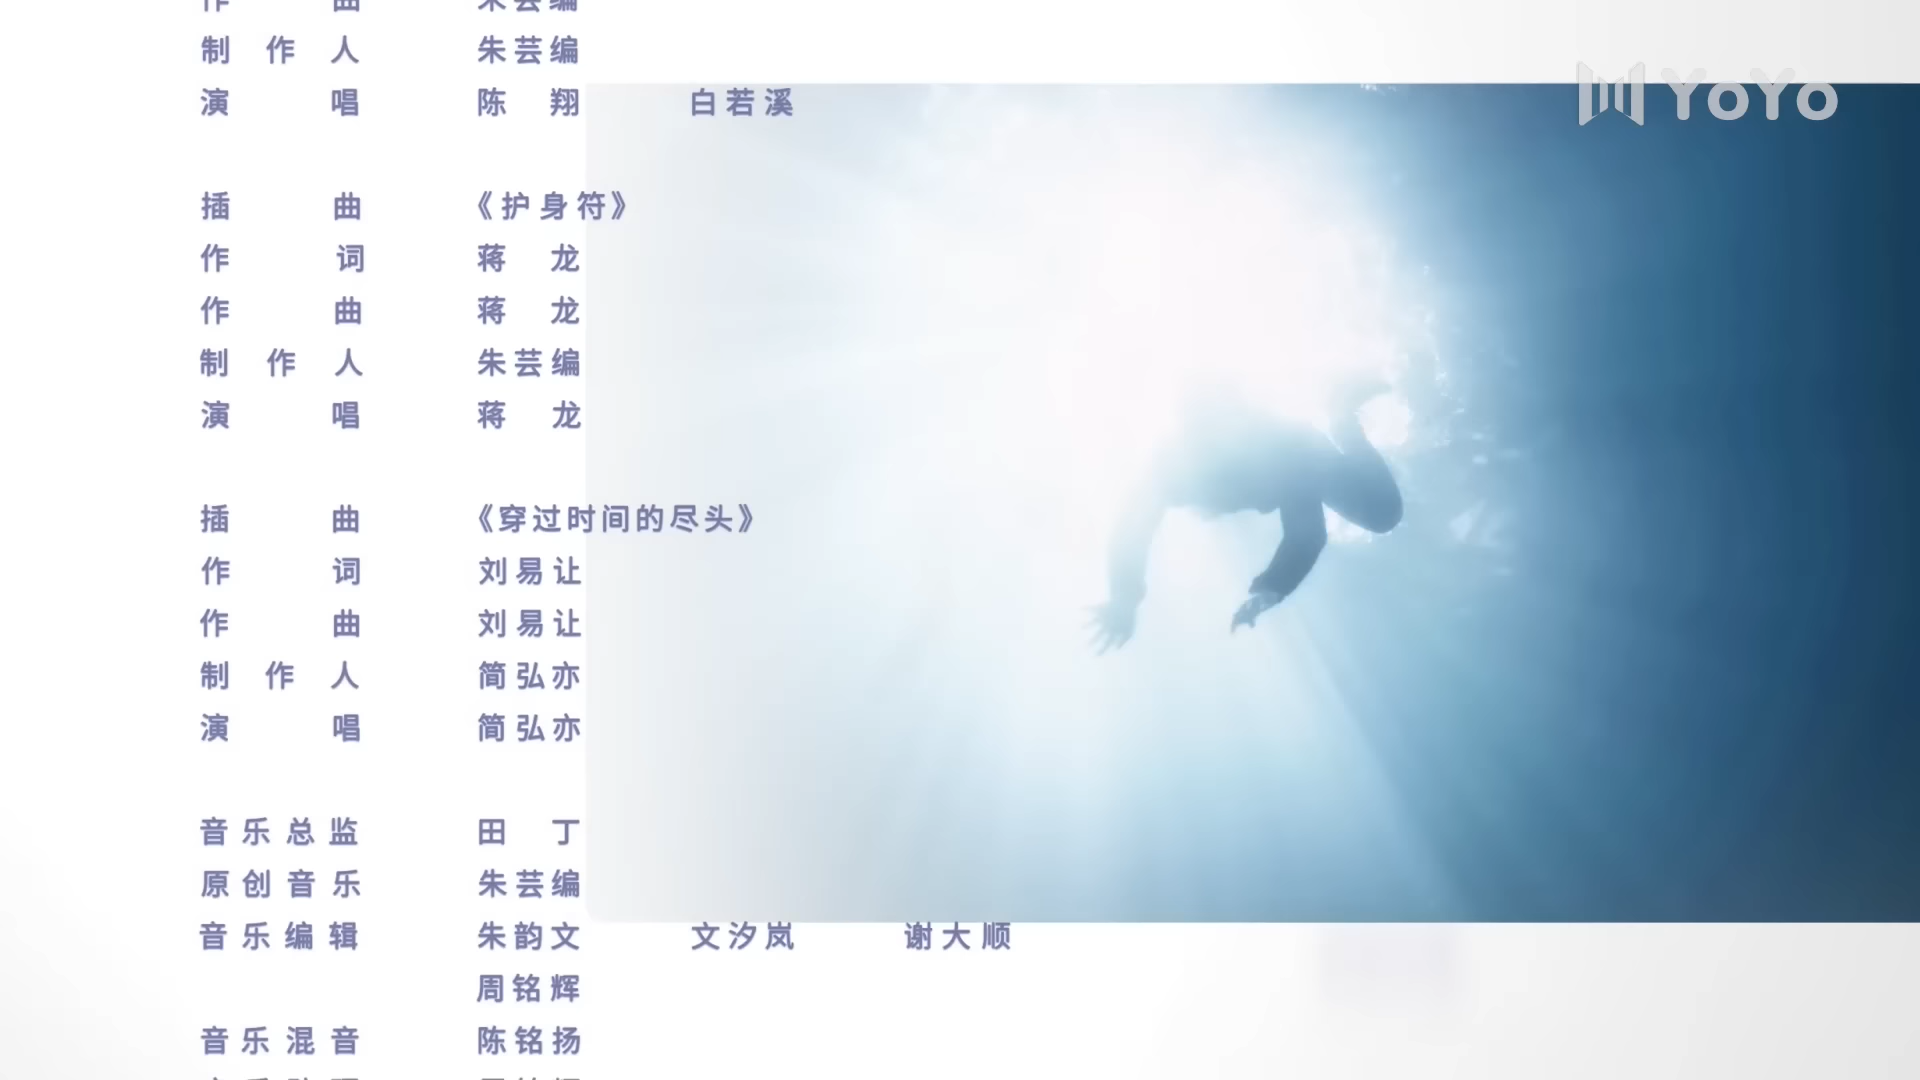 作曲 朱芸编
制作人 朱芸编
演唱 陈翔 白若溪
YoYo
插曲 《护身符》
作词 蒋龙
作曲 蒋龙
制作人 朱芸编
演唱 蒋龙
插曲 《穿过时间的尽头》
作词 刘易让
作曲 刘易让
制作人 简弘亦
演唱 简弘亦
音乐总监 田丁
原创音乐 朱芸编
音乐编辑 朱韵文 文汐岚 谢大顺
周铭辉
音乐混音 陈铭扬